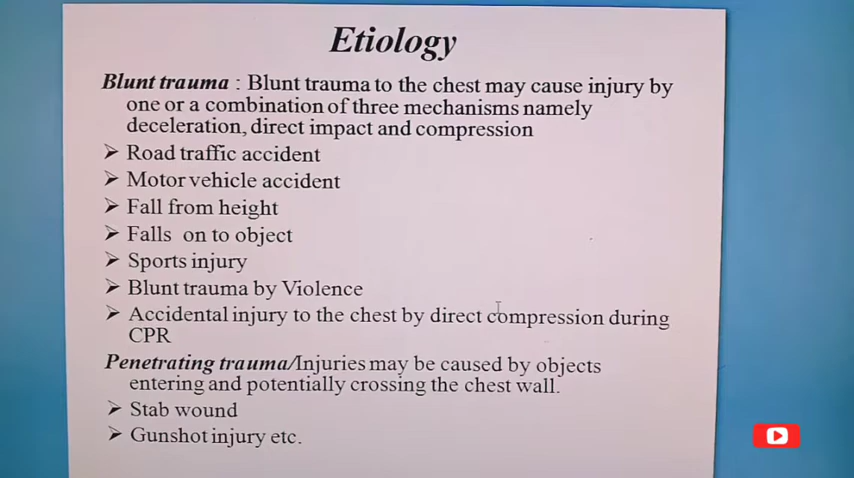 Etiology
Blunt trauma : Blunt trauma to the chest may cause injury by
one or a combination of three mechanisms namely
deceleration, direct impact and compression
➢ Road traffic accident
➢ Motor vehicle accident
➢ Fall from height
➢ Falls on to object
➢ Sports injury
➢ Blunt trauma by Violence
➢ Accidental injury to the chest by direct compression during
CPR
Penetrating trauma/Injuries may be caused by objects
entering and potentially crossing the chest wall.
➢ Stab wound
➢ Gunshot injury etc.